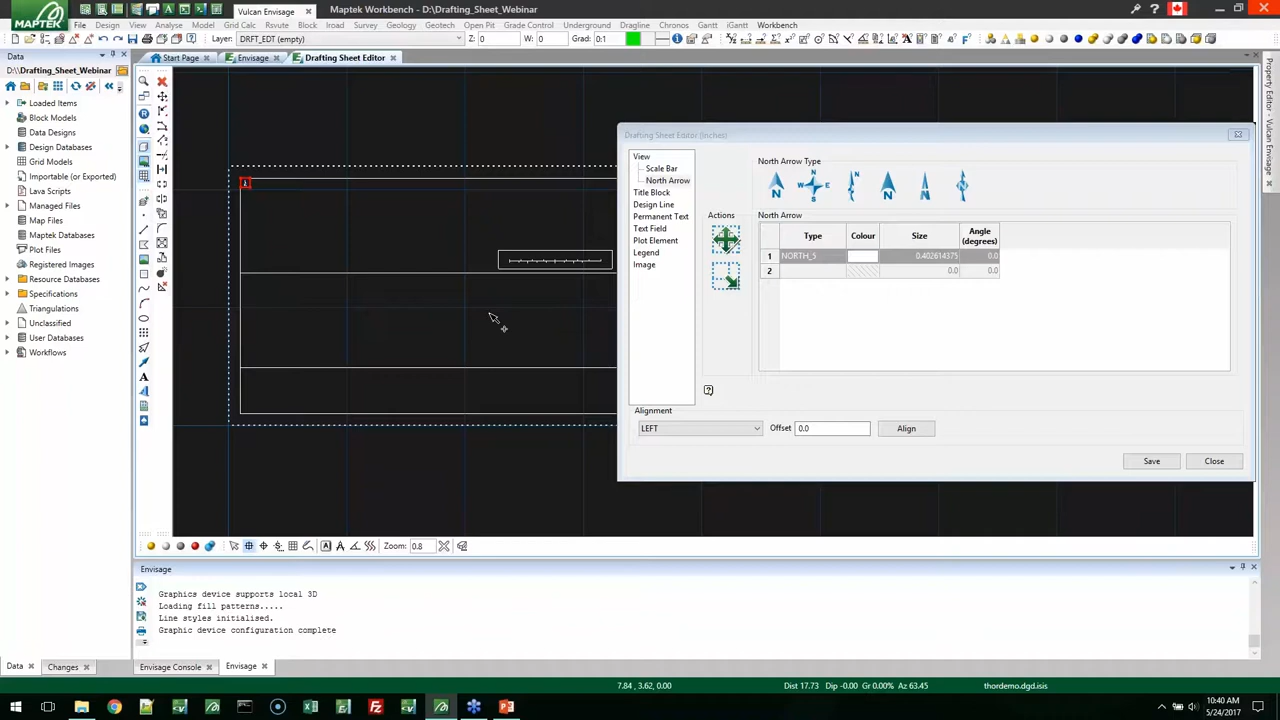 MAPTEK
Vulcan Envisage
Maptek Workbench D:\Drafting_Sheet_Webinar
File Design View Analyse Model Grid Calc Rsvute Block Iroad Survey Geology Geotech Open Pit Grade Control Underground Dragline Chronos Gantt iGantt Workbench
Layer: DRFT_EDT (empty) Z: 0 W: 0 Grad: 0:1
Data
Start Page Envisage Drafting Sheet Editor
D:\\Drafting_Sheet_Webinar
Loaded Items
Block Models
Data Designs
Design Databases
Grid Models
Importable (or Exported)
Lava Scripts
Managed Files
Map Files
Maptek Databases
Plot Files
Registered Images
Resource Databases
Specifications
Triangulations
Unclassified
User Databases
Workflows
Drafting Sheet Editor (Inches)
View
Scale Bar
North Arrow
Title Block
Design Line
Permanent Text
Text Field
Plot Element
Legend
Image
North Arrow Type
N
N W E S
N
N
N
N
Actions
North Arrow
Type Colour Size Angle (degrees)
1 NORTH_5 0.402614375 0.0
2 0.0 0.0
Alignment
LEFT Offset 0.0 Align
Save Close
Property Editor - Vulcan Envisage
Zoom: 0.8
Envisage
Graphics device supports local 3D
Loading fill patterns.....
Line styles initialised.
Graphic device configuration complete
Data Changes Envisage Console Envisage
7.84 , 3.62, 0.00 Dist 17.73 Dip -0.00 Gr 0.00% Az 63.45 thordemo.dgd.isis
10:40 AM
5/24/2017